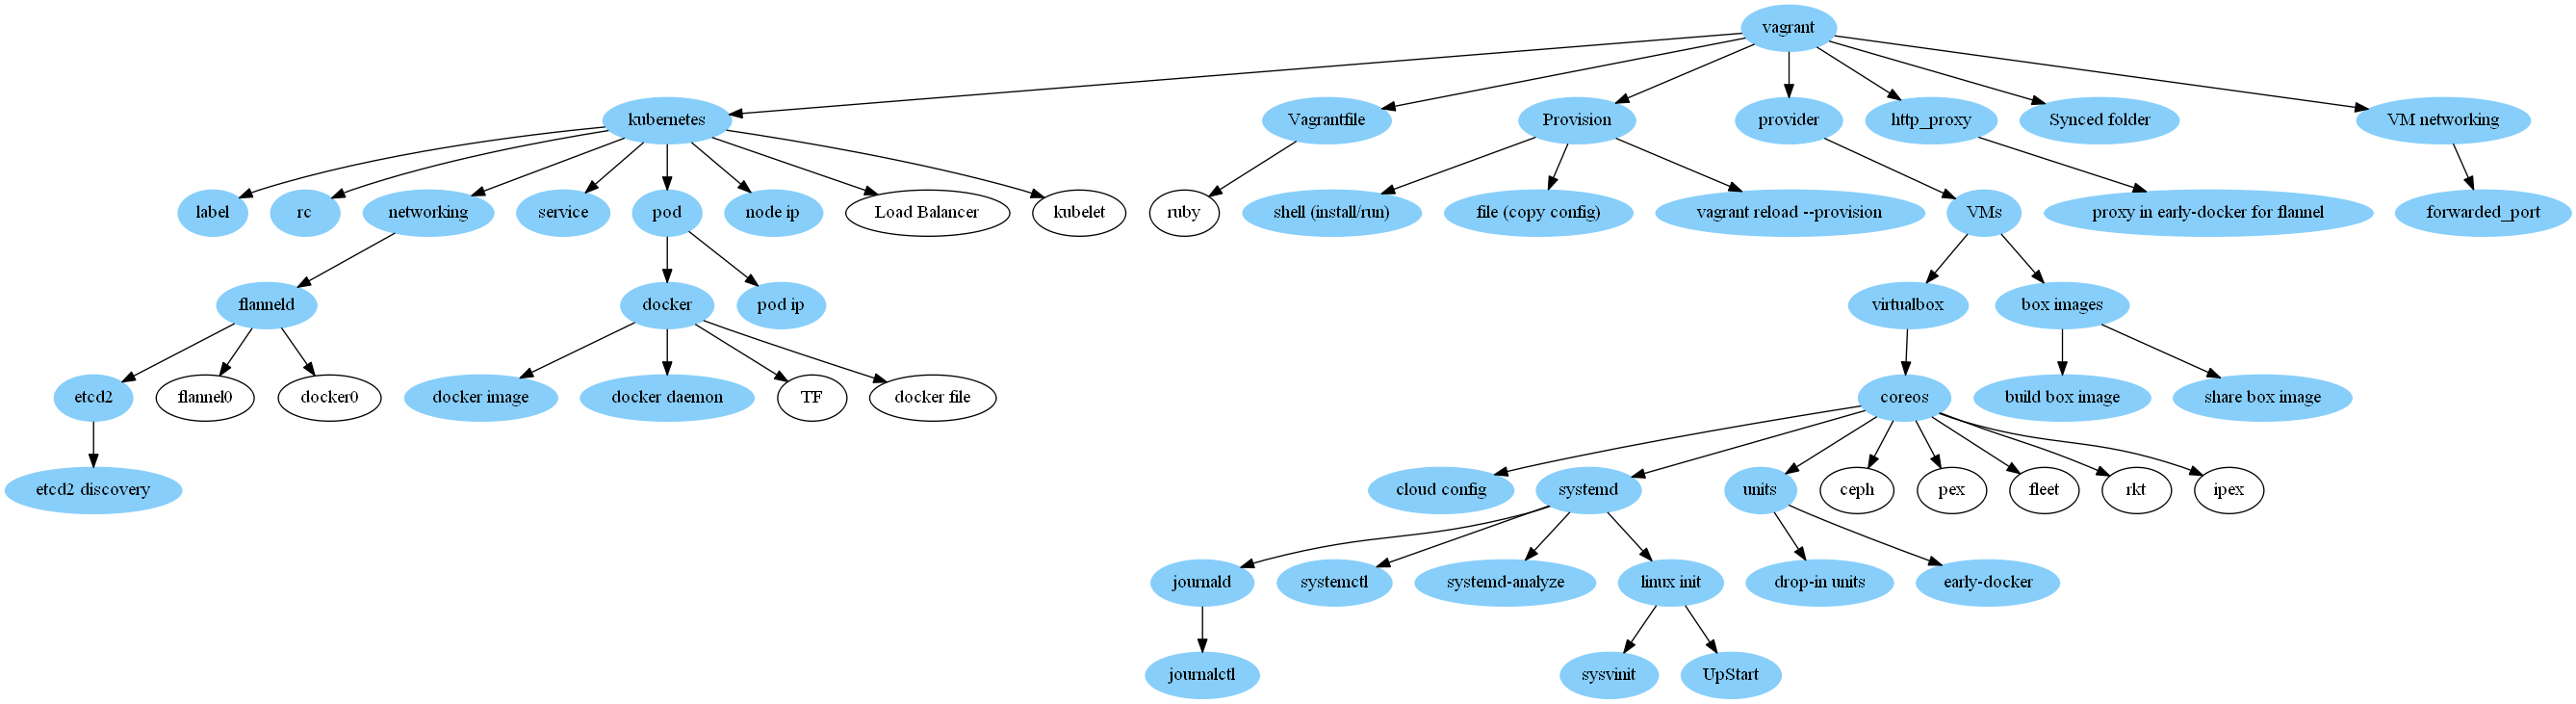 vagrant
kubernetes
Vagrantfile
Provision
provider
http_proxy
Synced folder
VM networking
label
rc
networking
service
pod
node ip
Load Balancer
kubelet
ruby
shell (install/run)
file (copy config)
vagrant reload --provision
VMs
proxy in early-docker for flannel
forwarded_port
flanneld
docker
pod ip
virtualbox
box images
etcd2
flannel0
docker0
docker image
docker daemon
TF
docker file
coreos
build box image
share box image
etcd2 discovery
cloud config
systemd
units
ceph
pex
fleet
rkt
ipex
journald
systemctl
systemd-analyze
linux init
drop-in units
early-docker
journalctl
sysvinit
UpStart